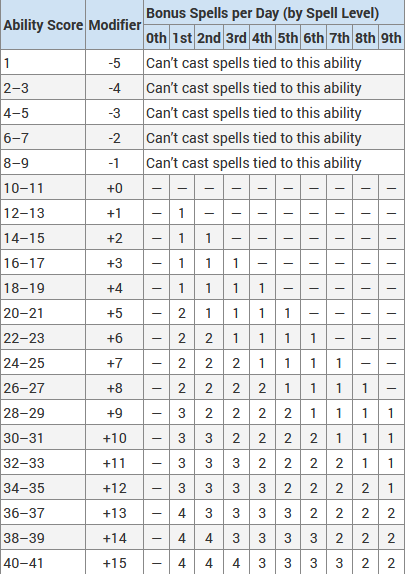 Ability Score Modifier Bonus Spells per Day (by Spell Level)
0th 1st 2nd 3rd 4th 5th 6th 7th 8th 9th
1 -5 Can't cast spells tied to this ability
2–3 -4 Can't cast spells tied to this ability
4–5 -3 Can't cast spells tied to this ability
6–7 -2 Can't cast spells tied to this ability
8–9 -1 Can't cast spells tied to this ability
10–11 +0 — — — — — — — — — —
12–13 +1 — 1 — — — — — — — —
14–15 +2 — 1 1 — — — — — — —
16–17 +3 — 1 1 1 — — — — — —
18–19 +4 — 1 1 1 1 — — — — —
20–21 +5 — 2 1 1 1 1 — — — —
22–23 +6 — 2 2 1 1 1 1 — — —
24–25 +7 — 2 2 2 1 1 1 1 — —
26–27 +8 — 2 2 2 2 1 1 1 1 —
28–29 +9 — 3 2 2 2 2 1 1 1 1
30–31 +10 — 3 3 2 2 2 2 1 1 1
32–33 +11 — 3 3 3 2 2 2 2 1 1
34–35 +12 — 3 3 3 3 2 2 2 2 1
36–37 +13 — 4 3 3 3 3 2 2 2 2
38–39 +14 — 4 4 3 3 3 3 2 2 2
40–41 +15 — 4 4 4 3 3 3 3 2 2